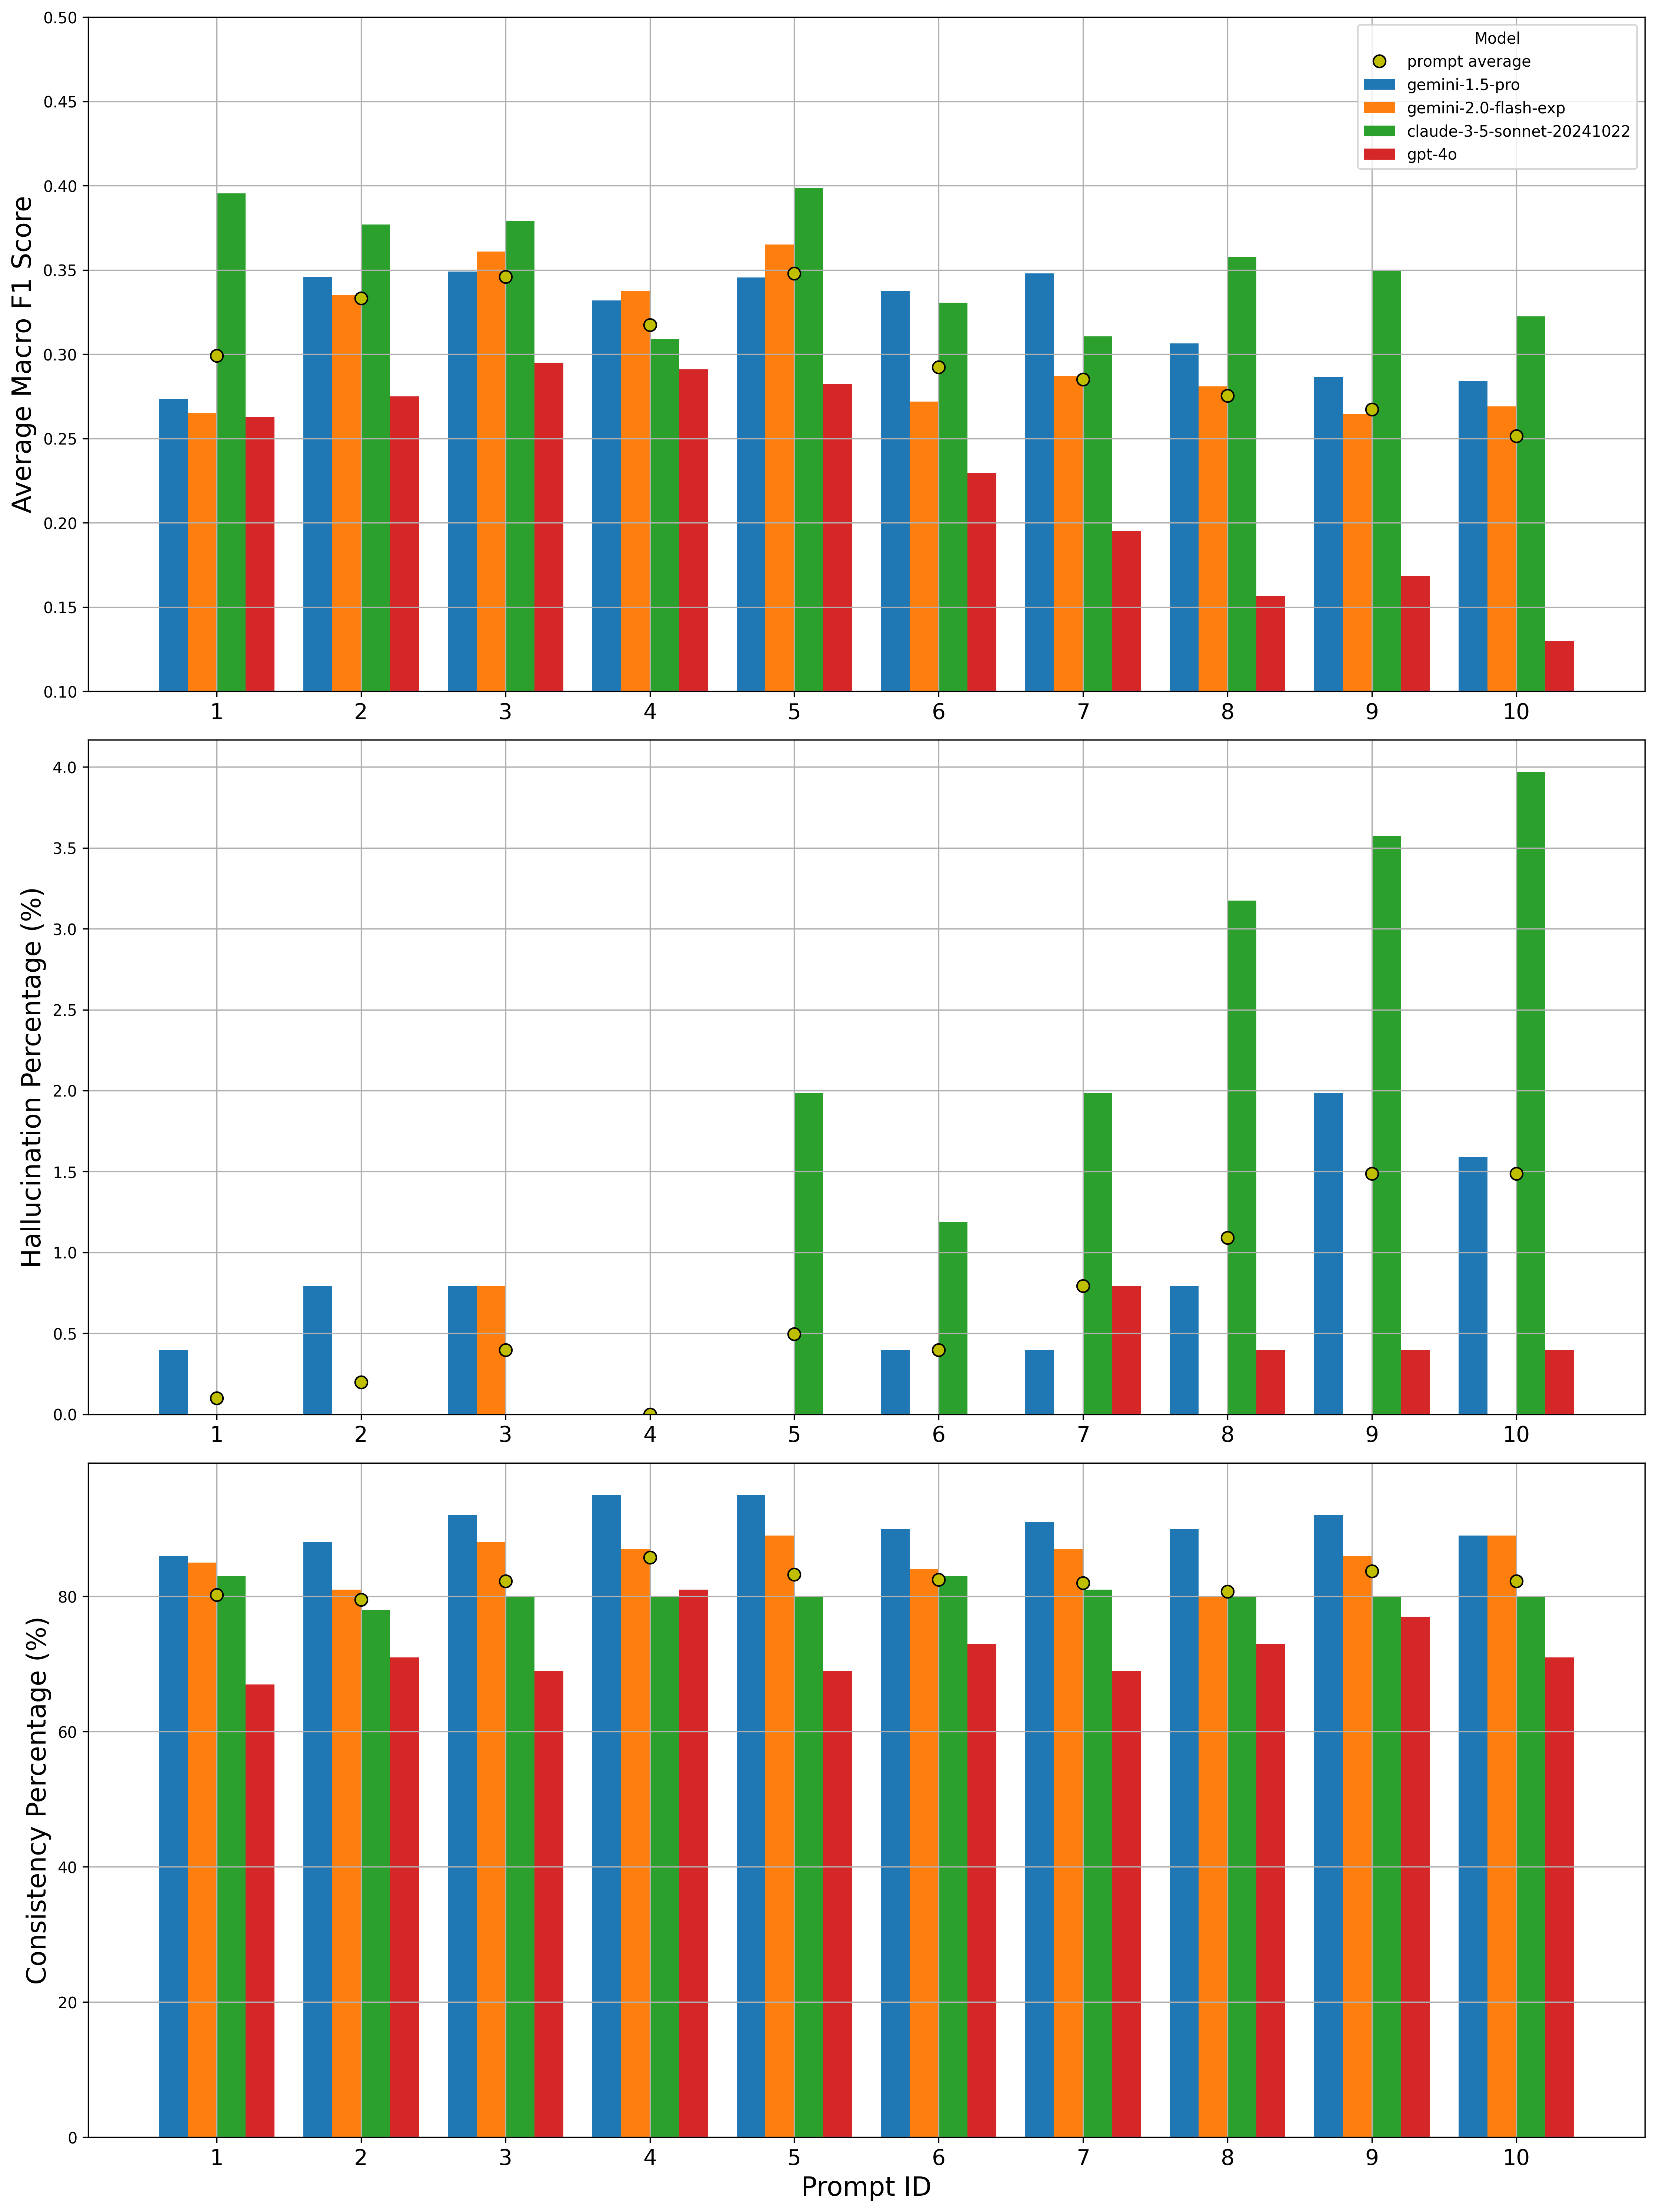 0.50
0.45
0.40
0.35
0.30
0.25
0.20
0.15
0.10
Average Macro F1 Score
Model
prompt average
gemini-1.5-pro
gemini-2.0-flash-exp
claude-3-5-sonnet-20241022
gpt-4o
1 2 3 4 5 6 7 8 9 10
4.0
3.5
3.0
2.5
2.0
1.5
1.0
0.5
0.0
Hallucination Percentage (%)
1 2 3 4 5 6 7 8 9 10
80
60
40
20
0
Consistency Percentage (%)
1 2 3 4 5 6 7 8 9 10
Prompt ID